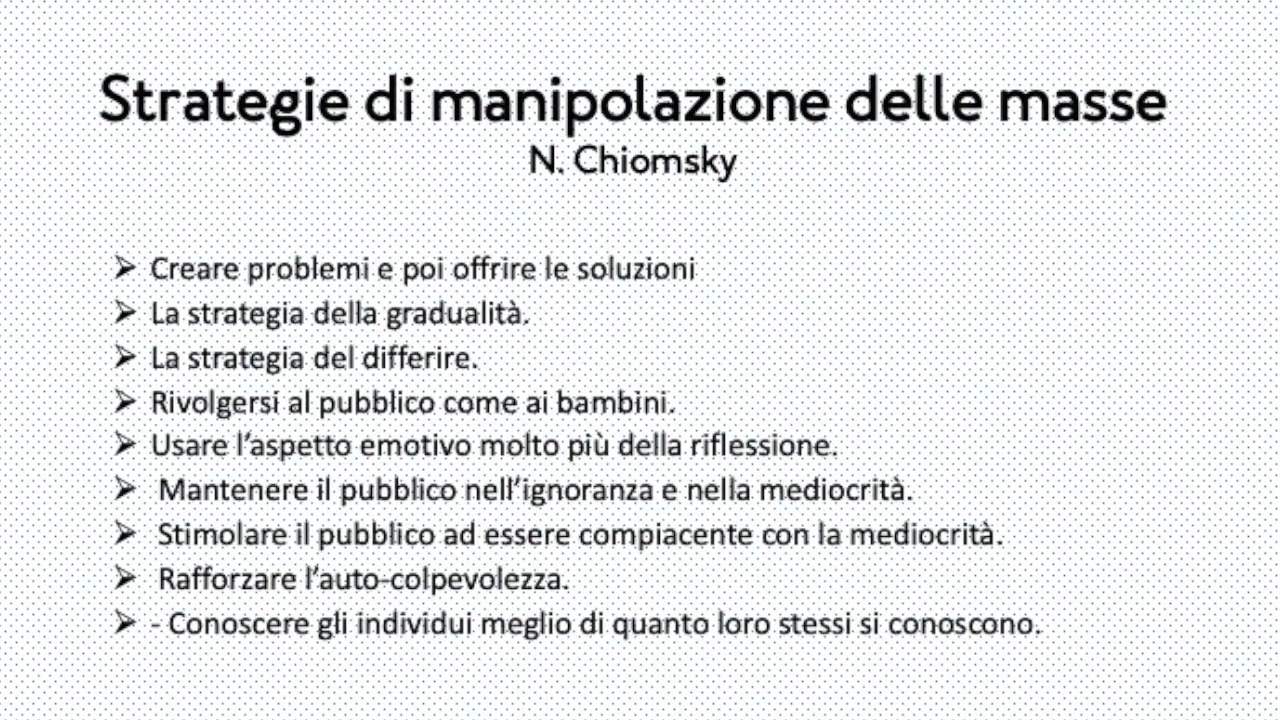 Strategie di manipolazione delle masse
N. Chiomsky
➢ Creare problemi e poi offrire le soluzioni
➢ La strategia della gradualità.
➢ La strategia del differire.
➢ Rivolgersi al pubblico come ai bambini.
➢ Usare l’aspetto emotivo molto più della riflessione.
➢ Mantenere il pubblico nell’ignoranza e nella mediocrità.
➢ Stimolare il pubblico ad essere compiacente con la mediocrità.
➢ Rafforzare l’auto-colpevolezza.
➢ - Conoscere gli individui meglio di quanto loro stessi si conoscono.